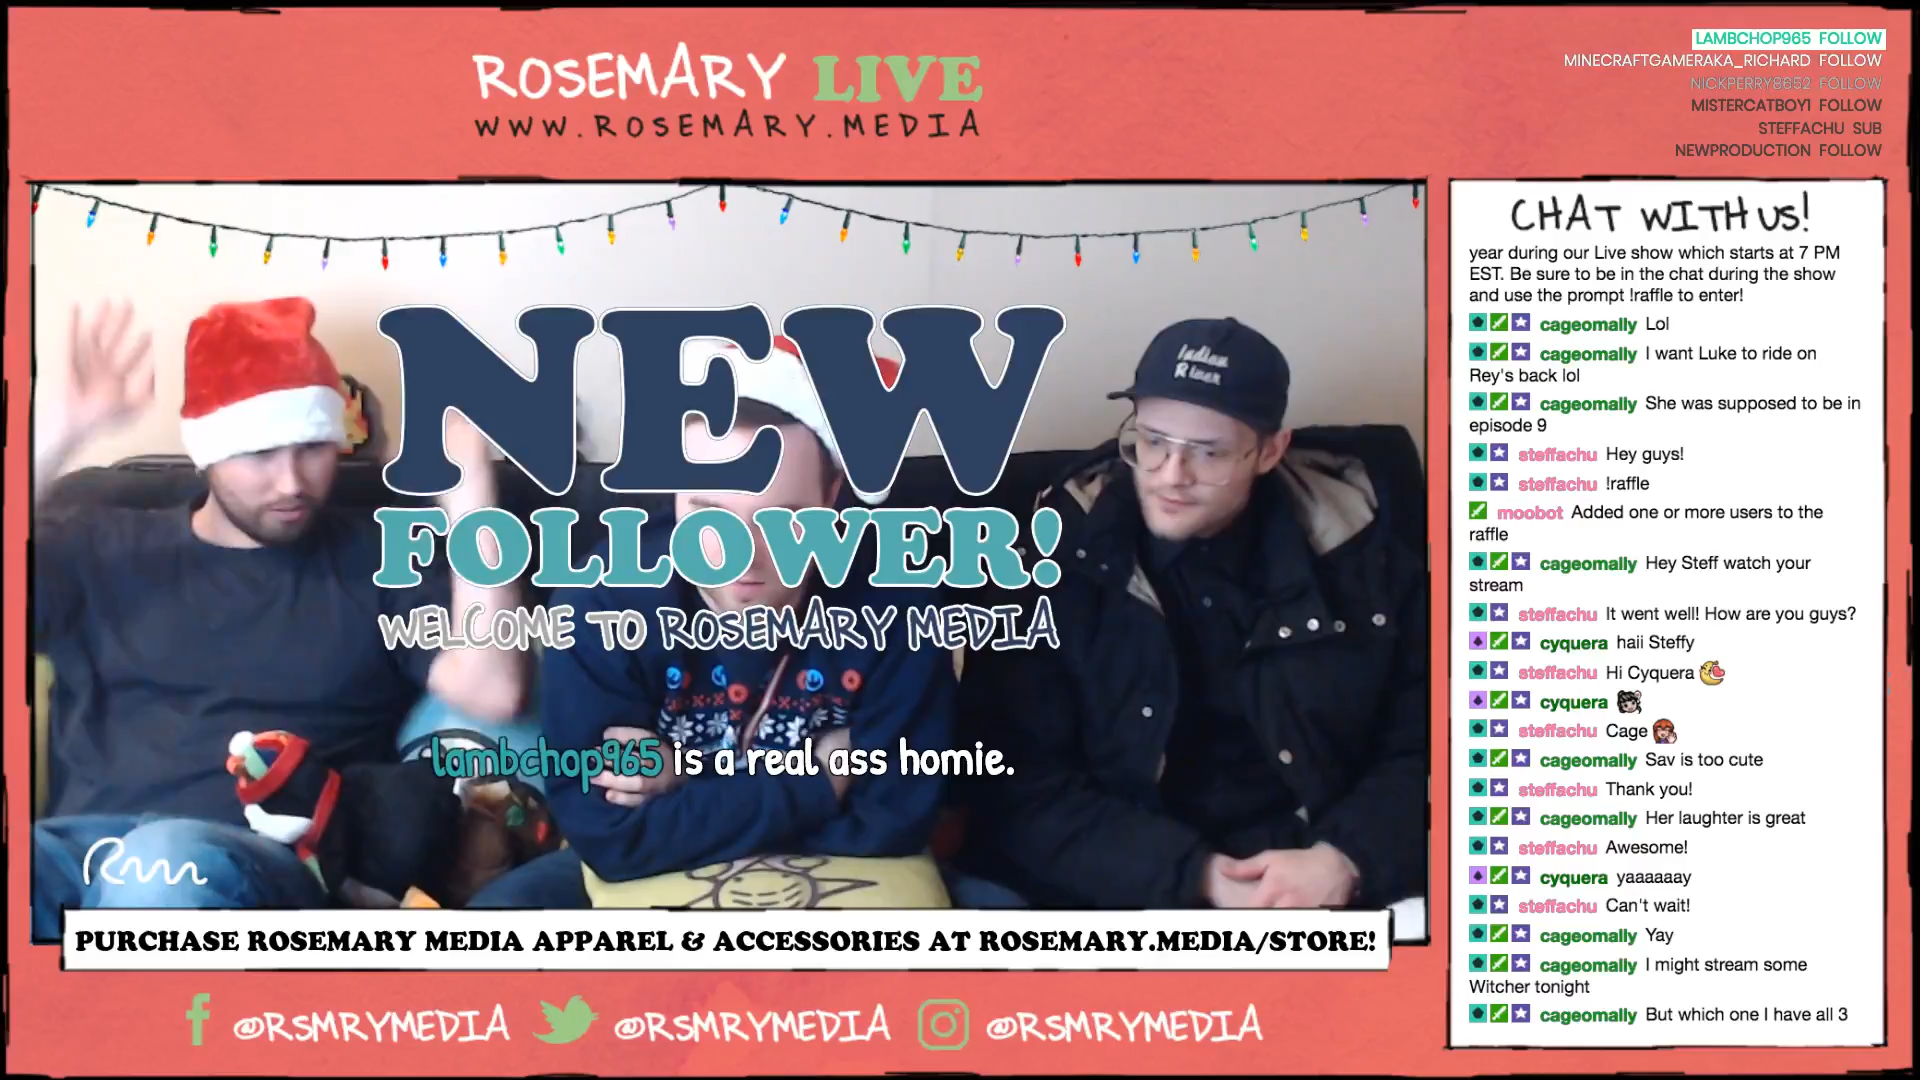 ROSEMARY LIVE
WWW.ROSEMARY.MEDIA
LAMBCHOP965 FOLLOW
MINECRAFTGAMERAKA_RICHARD FOLLOW
NICKPERRY8652 FOLLOW
MISTERCATBOY1 FOLLOW
STEFFACHU SUB
NEWPRODUCTION FOLLOW
Indian
River
NEW
FOLLOWER!
WELCOME TO ROSEMARY MEDIA
lambchop965 is a real ass homie.
Rm
PURCHASE ROSEMARY MEDIA APPAREL & ACCESSORIES AT ROSEMARY.MEDIA/STORE!
@RSMRYMEDIA @RSMRYMEDIA @RSMRYMEDIA
CHAT WITH US!
year during our Live show which starts at 7 PM
EST. Be sure to be in the chat during the show
and use the prompt !raffle to enter!
cageomally Lol
cageomally I want Luke to ride on
Rey's back lol
cageomally She was supposed to be in
episode 9
steffachu Hey guys!
steffachu !raffle
moobot Added one or more users to the
raffle
cageomally Hey Steff watch your
stream
steffachu It went well! How are you guys?
cyquera haii Steffy
steffachu Hi Cyquera
cyquera
steffachu Cage
cageomally Sav is too cute
steffachu Thank you!
cageomally Her laughter is great
steffachu Awesome!
cyquera yaaaaaay
steffachu Can't wait!
cageomally Yay
cageomally I might stream some
Witcher tonight
cageomally But which one I have all 3